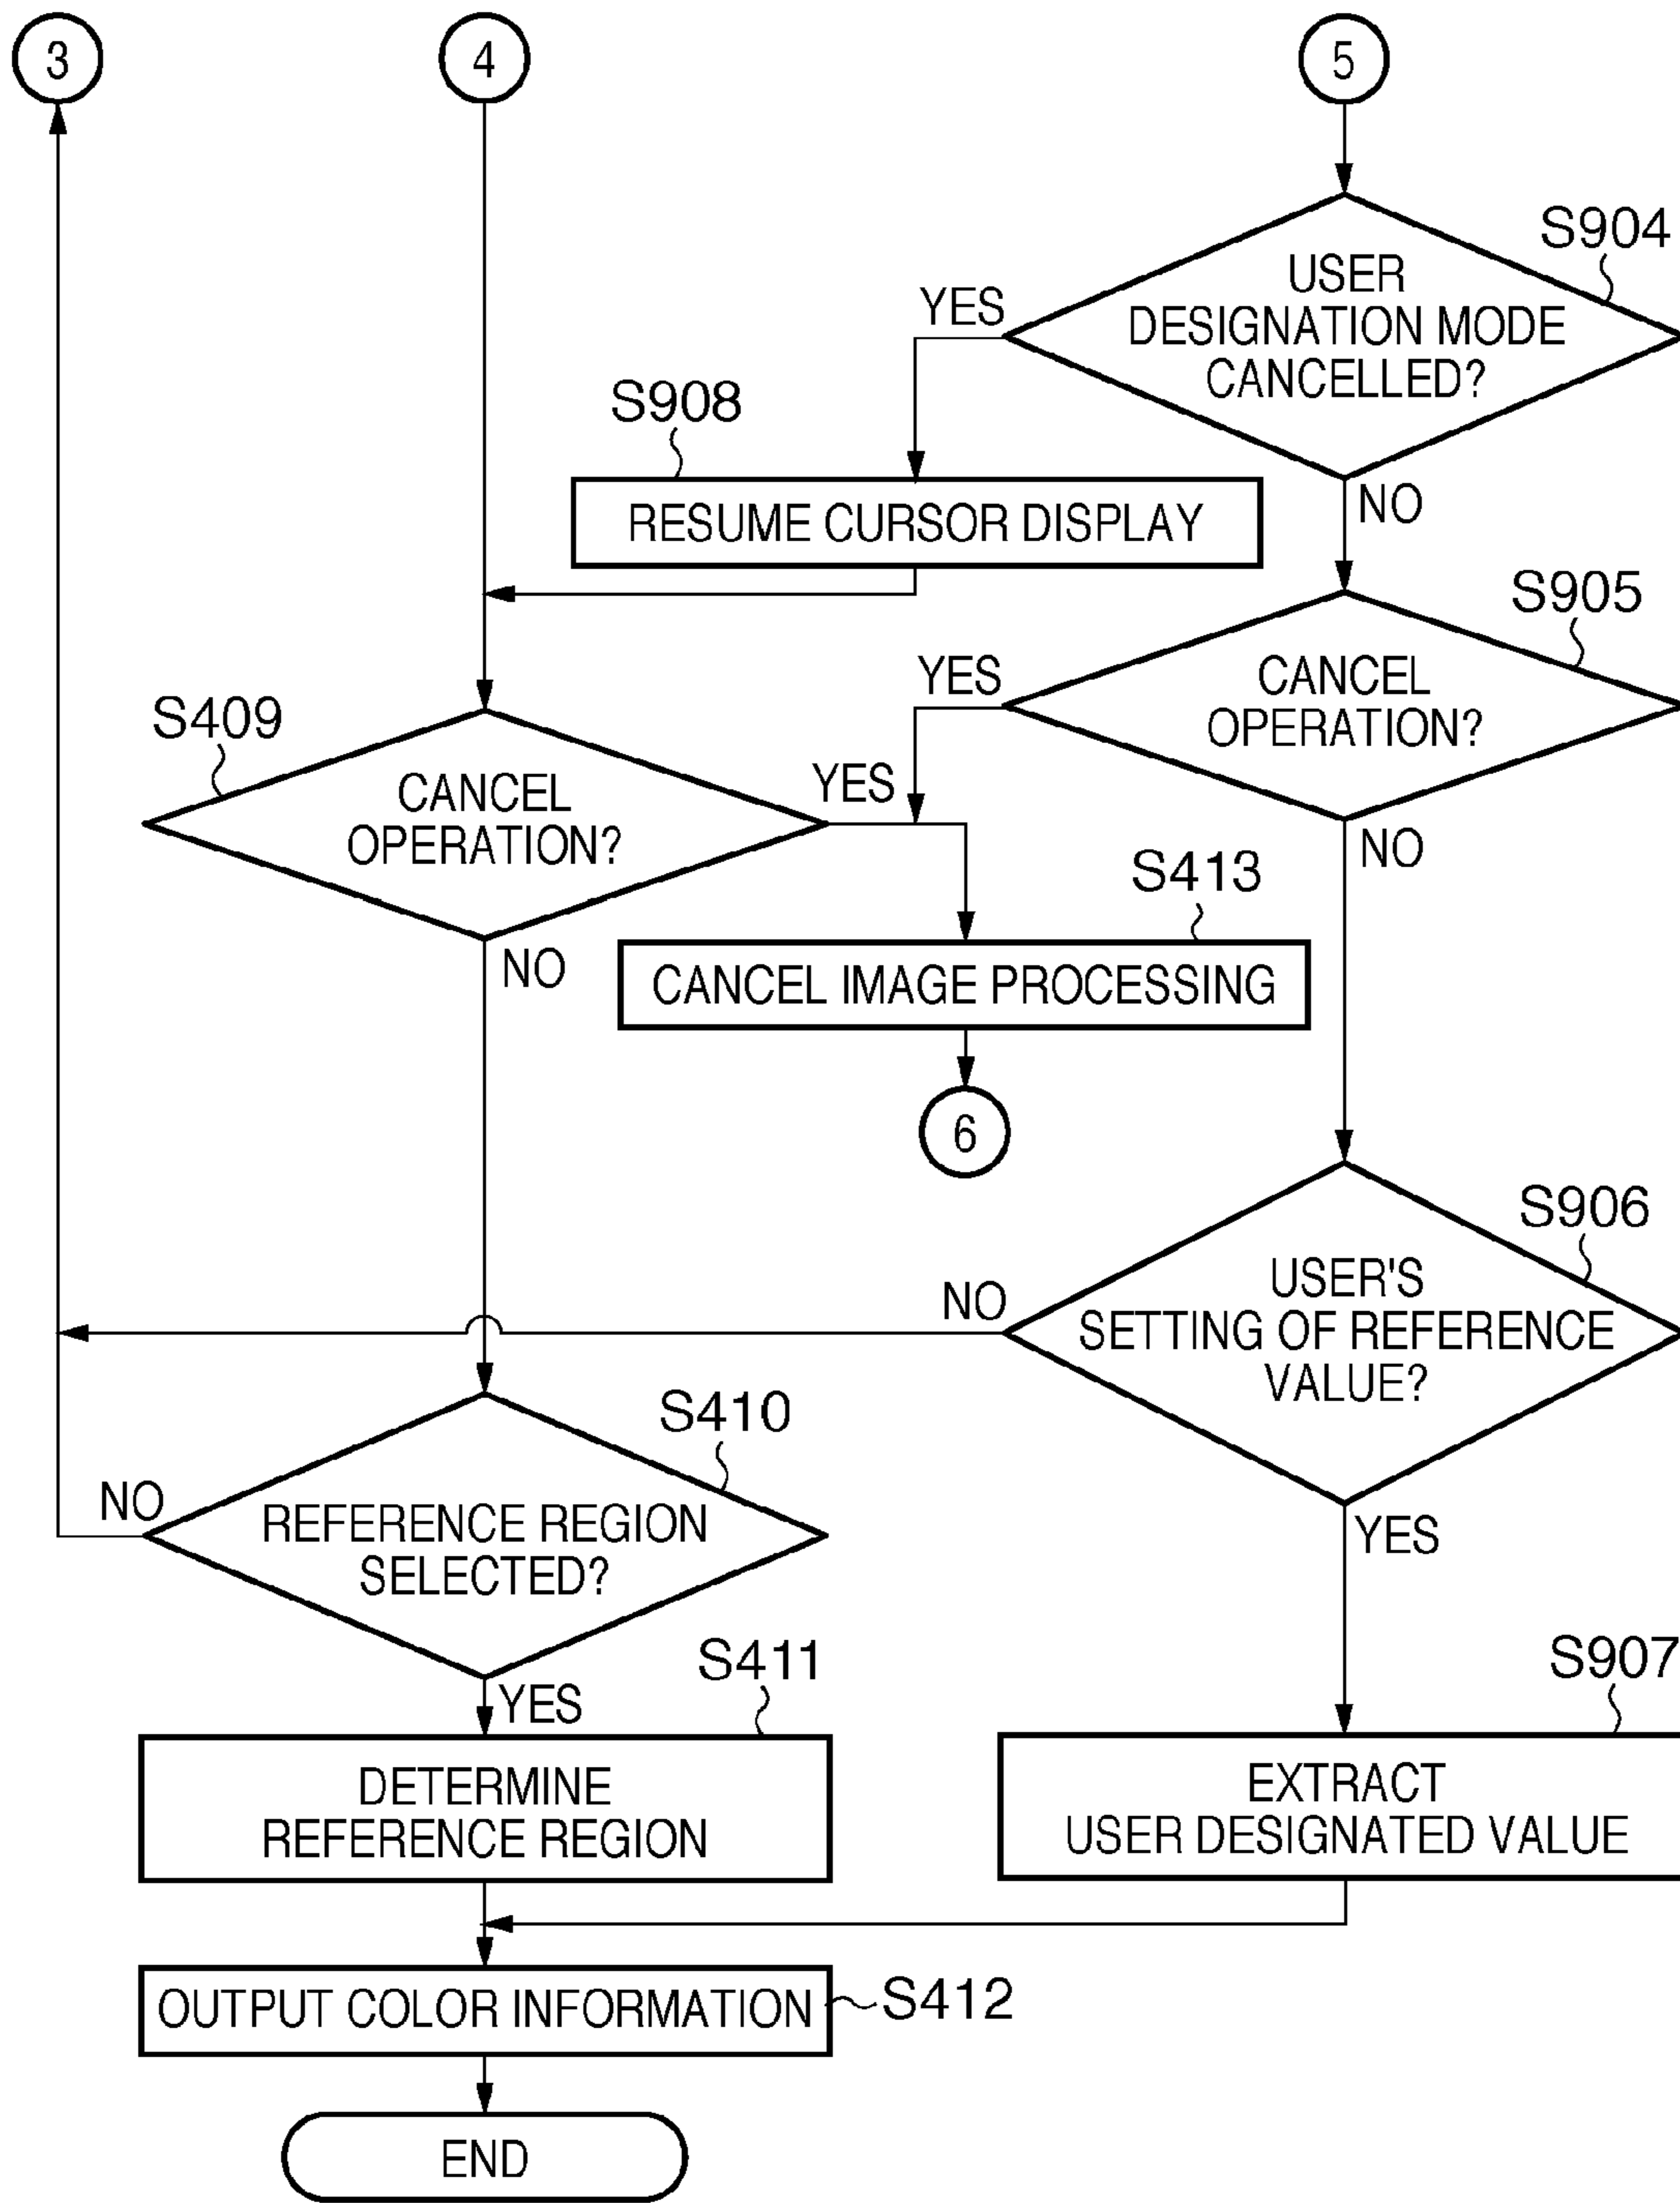 3
4
5
S904
USER
DESIGNATION MODE
CANCELLED?
YES
NO
S908
RESUME CURSOR DISPLAY
S905
CANCEL
OPERATION?
YES
NO
S409
CANCEL
OPERATION?
YES
NO
S413
CANCEL IMAGE PROCESSING
6
S906
USER'S
SETTING OF REFERENCE
VALUE?
NO
YES
S410
REFERENCE REGION
SELECTED?
NO
YES
S411
DETERMINE
REFERENCE REGION
S907
EXTRACT
USER DESIGNATED VALUE
OUTPUT COLOR INFORMATION
S412
END